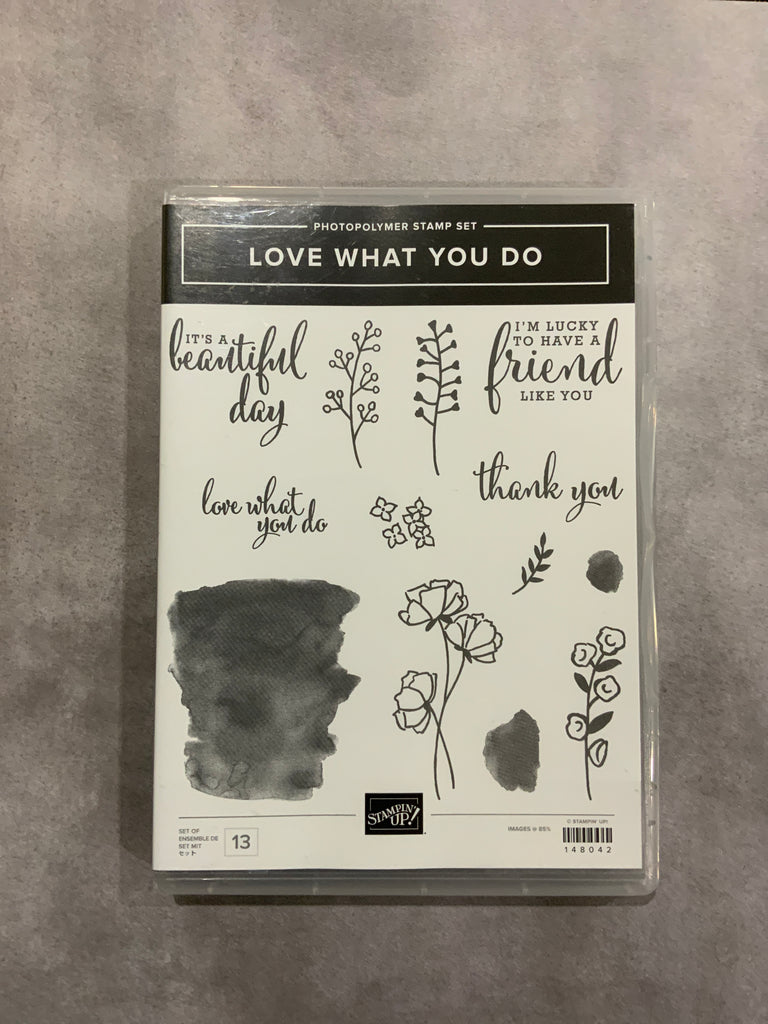 PHOTOPOLYMER STAMP SET
LOVE WHAT YOU DO
IT'S A
beautiful
day
I'M LUCKY
TO HAVE A
friend
LIKE YOU
love what
you do
thank you
STAMPIN'
UP!
SET OF
ENSEMBLE DE
SET MIT
セット
13
IMAGES @ 85%
© STAMPIN' UP!
148042